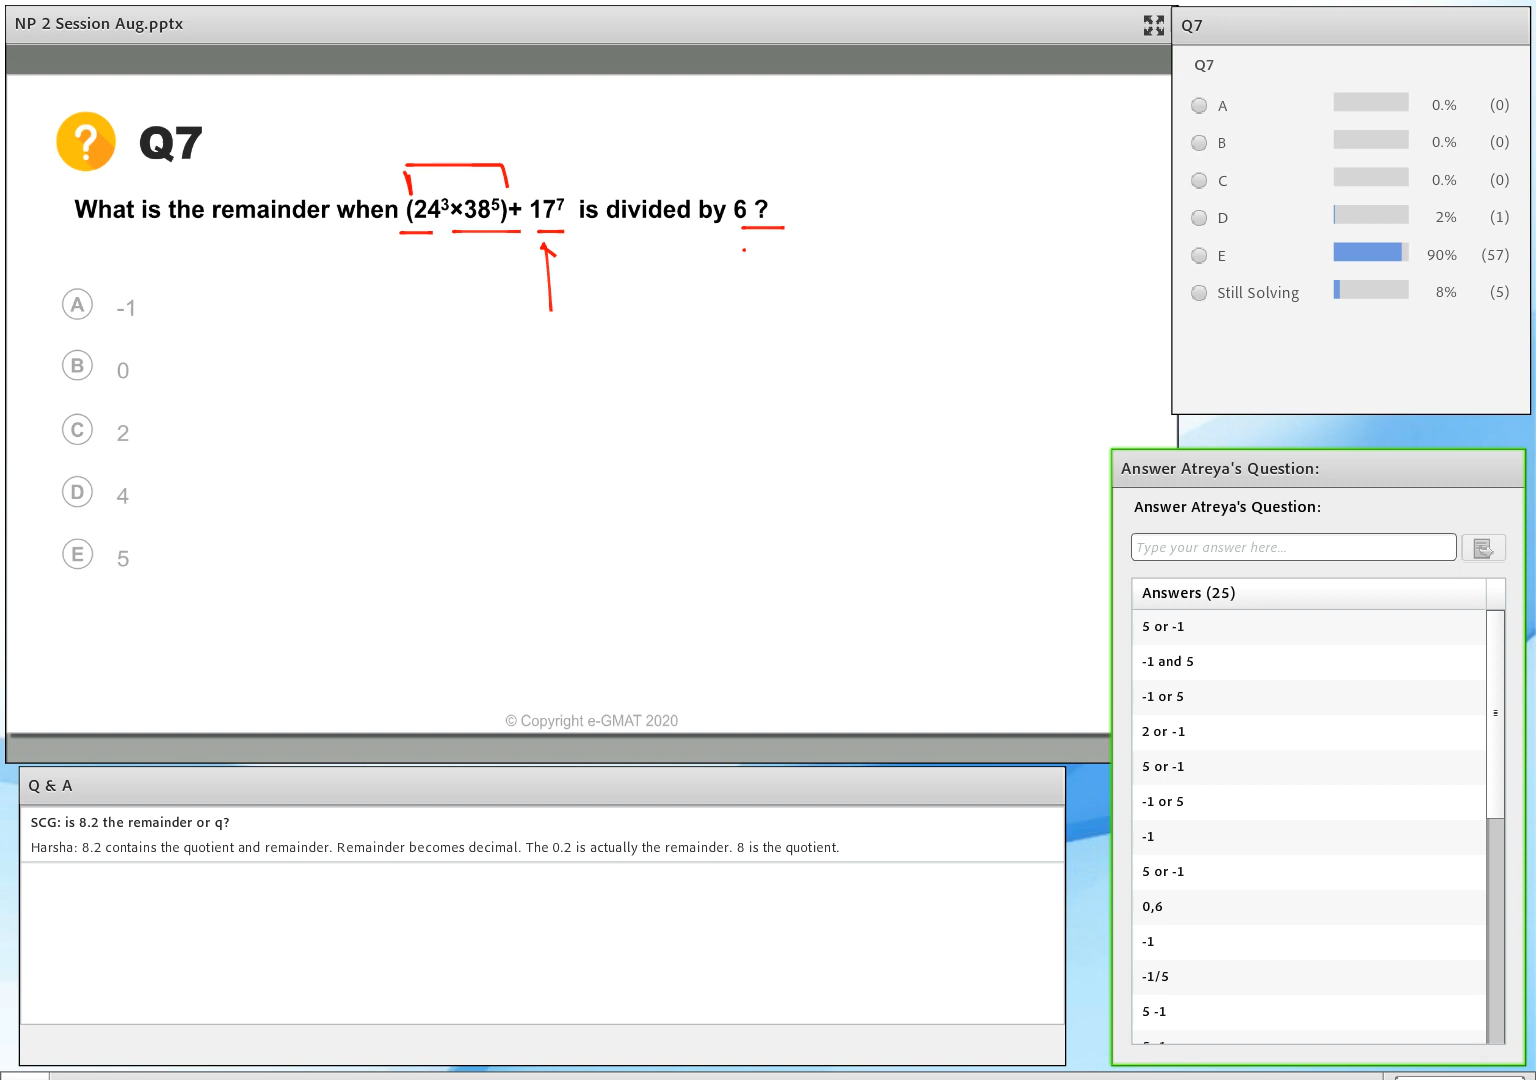 NP 2 Session Aug.pptx
Q7
What is the remainder when (24³×38⁵)+ 17⁷ is divided by 6 ?
A -1
B 0
C 2
D 4
E 5
© Copyright e-GMAT 2020
Q7
Q7
A 0.% (0)
B 0.% (0)
C 0.% (0)
D 2% (1)
E 90% (57)
Still Solving 8% (5)
Answer Atreya's Question:
Answer Atreya's Question:
Type your answer here...
Answers (25)
5 or -1
-1 and 5
-1 or 5
2 or -1
5 or -1
-1 or 5
-1
5 or -1
0,6
-1
-1/5
5 -1
Q & A
SCG: is 8.2 the remainder or q?
Harsha: 8.2 contains the quotient and remainder. Remainder becomes decimal. The 0.2 is actually the remainder. 8 is the quotient.